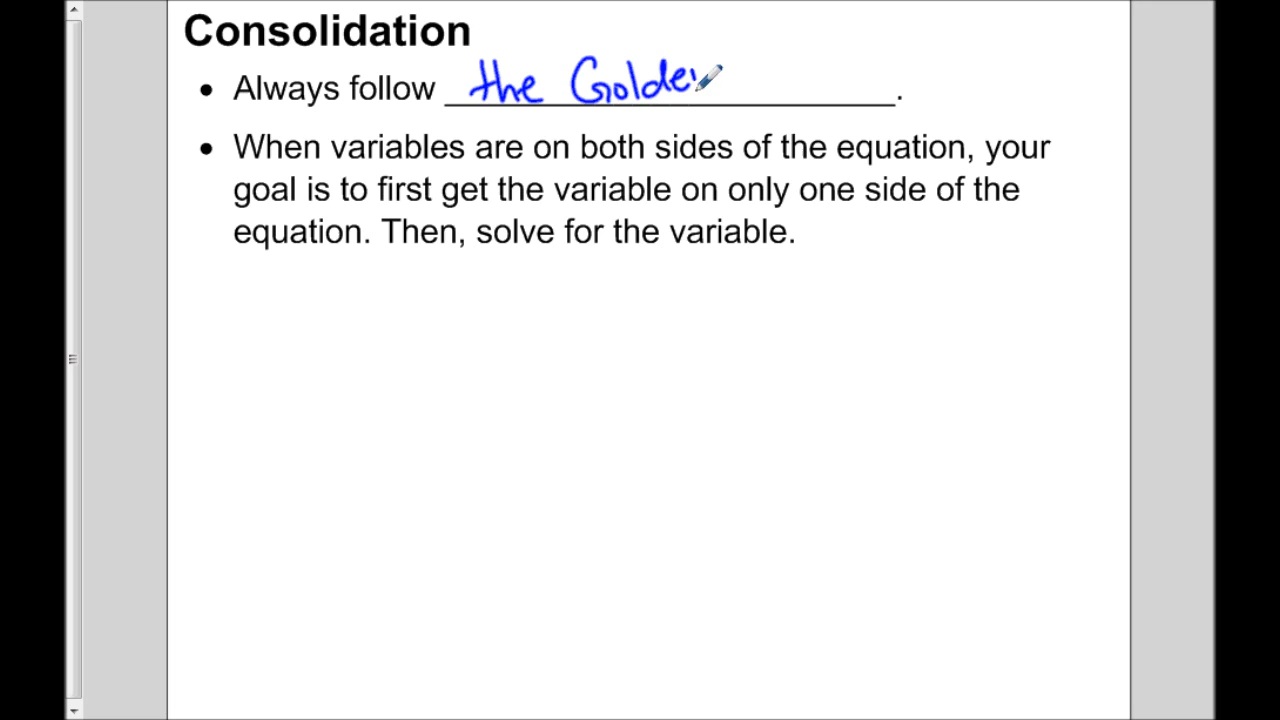 Consolidation
• Always follow the Golde____________.
• When variables are on both sides of the equation, your
goal is to first get the variable on only one side of the
equation. Then, solve for the variable.